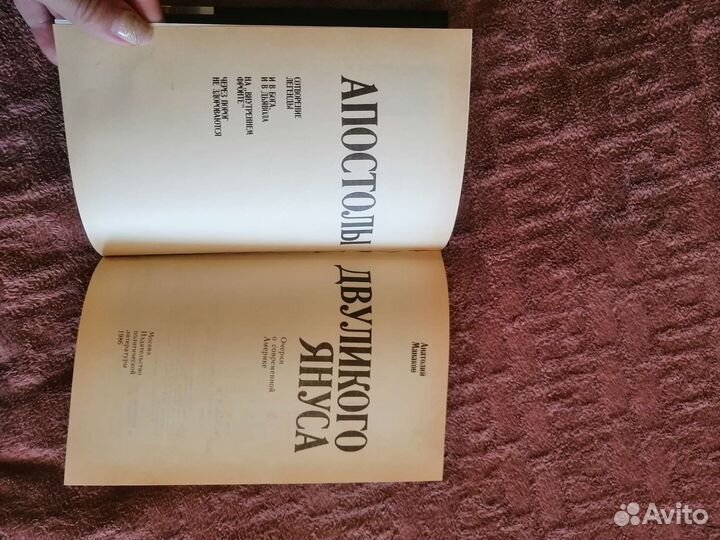 АПОСТОЛЫ
СОТВОРЕНИЕ
ЛЕГЕНДЫ
И В БОГА,
И В ДЬЯВОЛА
НА „ВНУТРЕННЕМ
ФРОНТЕ“
ЧЕРЕЗ ПОРОГ
НЕ ЗДОРОВАЮТСЯ
Анатолий
Манаков
ДВУЛИКОГО
ЯНУСА
Очерки
о современной
Америке
Москва
Издательство
политической
литературы
1986
Avito